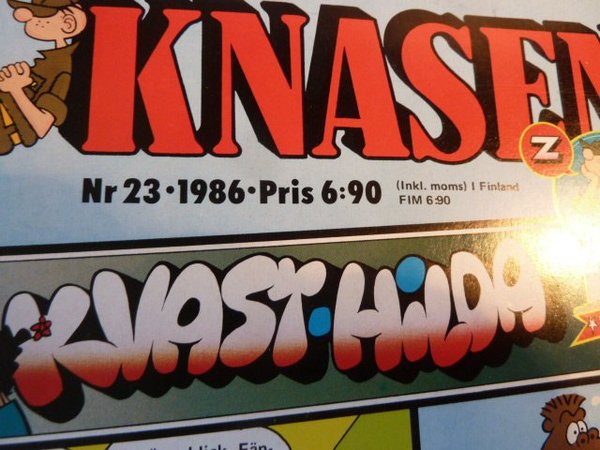 KNASEN
Z
Nr 23 • 1986 • Pris 6:90 (Inkl. moms) I Finland
FIM 6:90
KVAST-HILDA